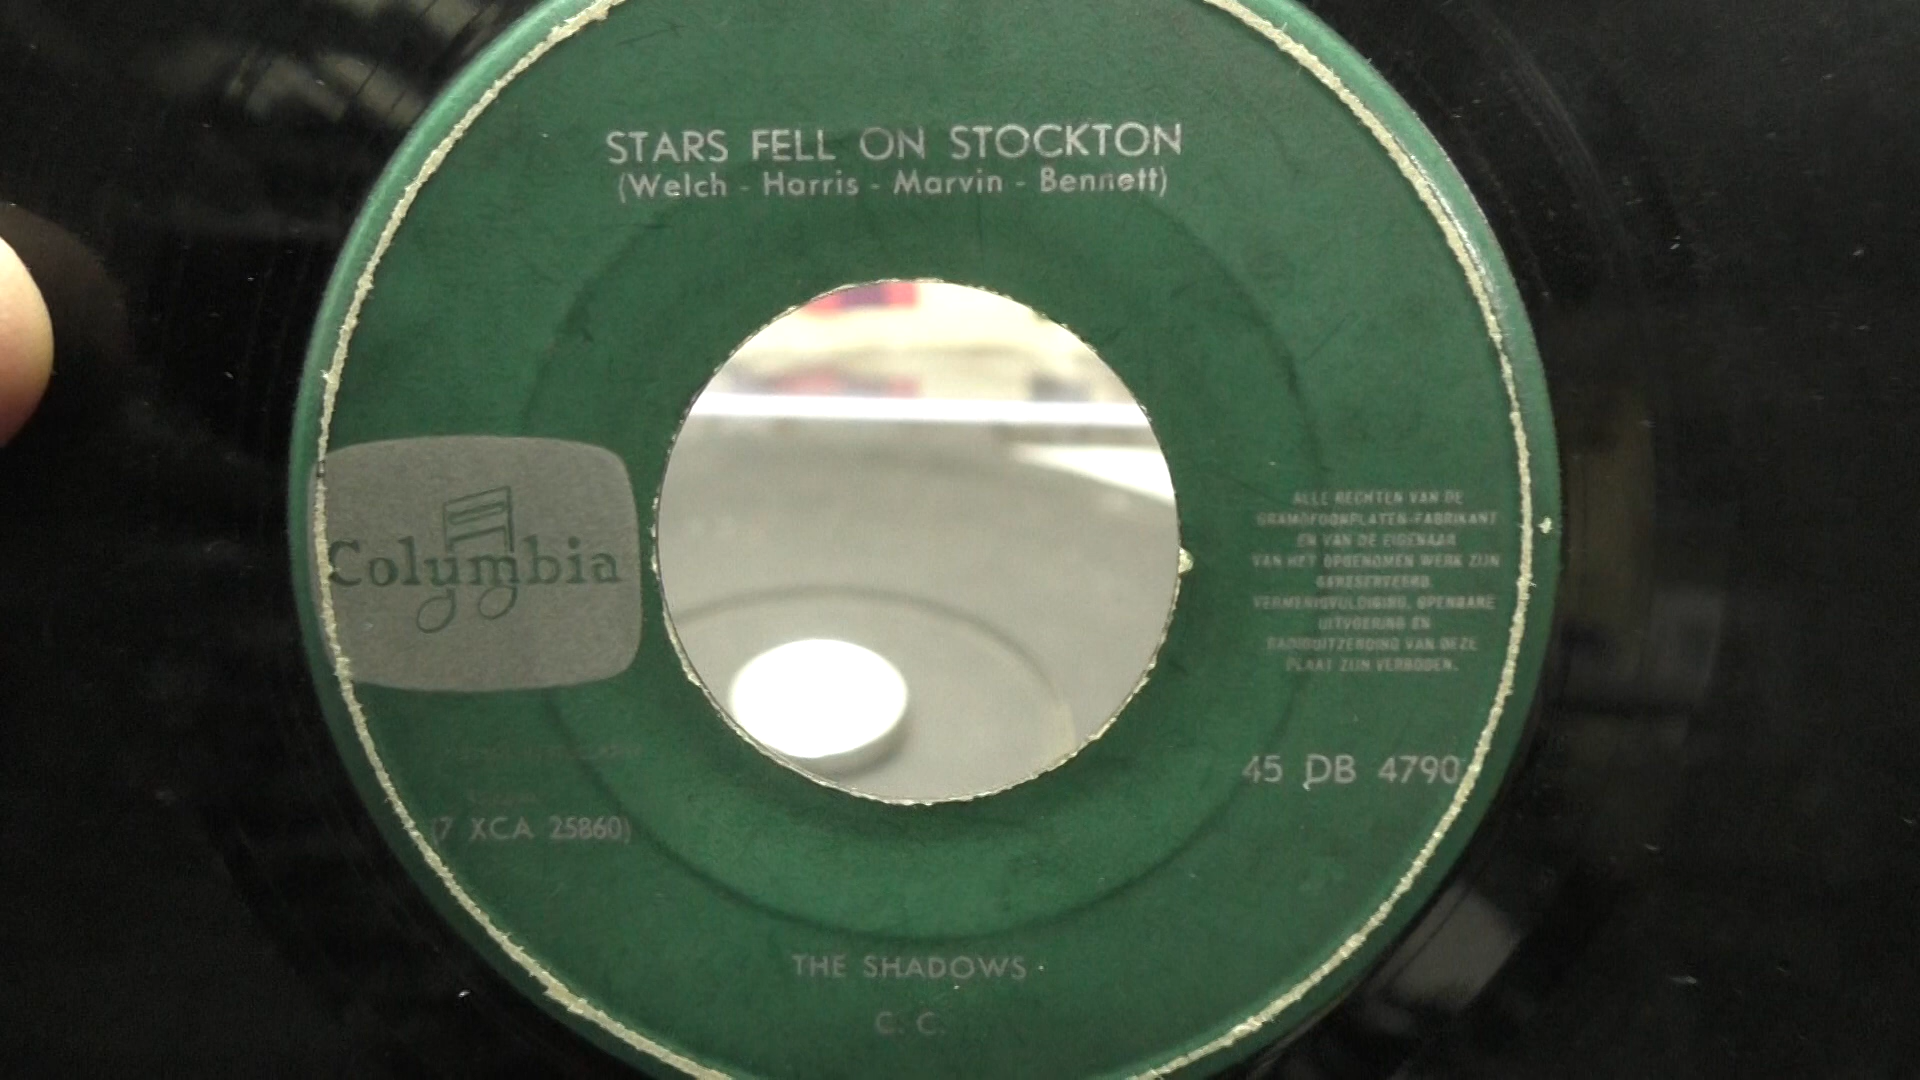 STARS FELL ON STOCKTON
(Welch - Harris - Marvin - Bennett)
Columbia
ALLE RECHTEN VAN DE
GRAMOFOONPLATEN-FABRIKANT
EN VAN DE EIGENAAR
VAN HET OPGENOMEN WERK ZIJN
GERESERVEERD.
VERMENIGVULDIGING, OPENBARE
UITVOERING EN
RADIOUITZENDING VAN DEZE
PLAAT ZIJN VERBODEN.
45 DB 4790
(7 XCA 25860)
THE SHADOWS
C. C.